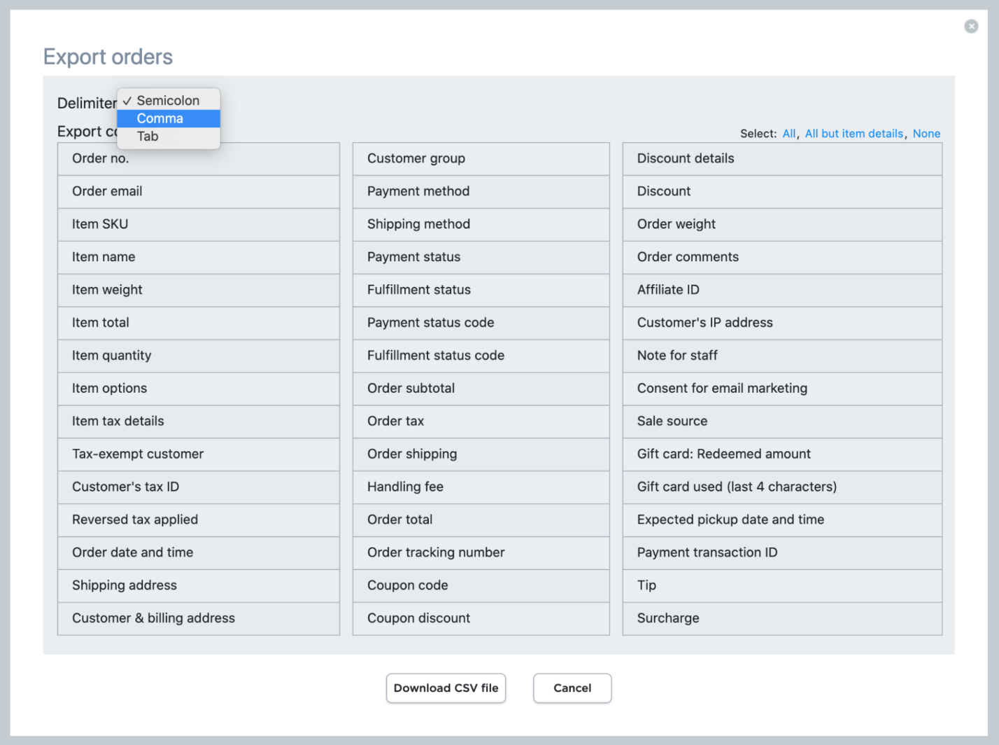 Export orders
Delimiter
✓ Semicolon
Comma
Tab
Export co
Select: All, All but item details, None
Order no.
Order email
Item SKU
Item name
Item weight
Item total
Item quantity
Item options
Item tax details
Tax-exempt customer
Customer's tax ID
Reversed tax applied
Order date and time
Shipping address
Customer & billing address
Customer group
Payment method
Shipping method
Payment status
Fulfillment status
Payment status code
Fulfillment status code
Order subtotal
Order tax
Order shipping
Handling fee
Order total
Order tracking number
Coupon code
Coupon discount
Discount details
Discount
Order weight
Order comments
Affiliate ID
Customer's IP address
Note for staff
Consent for email marketing
Sale source
Gift card: Redeemed amount
Gift card used (last 4 characters)
Expected pickup date and time
Payment transaction ID
Tip
Surcharge
Download CSV file
Cancel